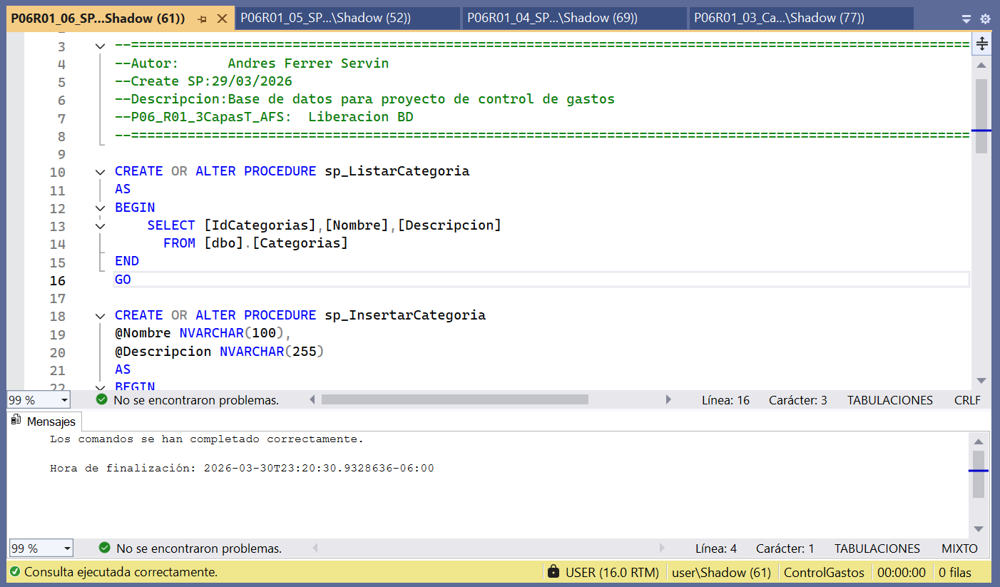 P06R01_06_SP...Shadow (61)) P06R01_05_SP...\Shadow (52)) P06R01_04_SP...\Shadow (69)) P06R01_03_Ca...\Shadow (77))
3 --========================================================================================================
4 --Autor:      Andres Ferrer Servin
5 --Create SP:29/03/2026
6 --Descripcion:Base de datos para proyecto de control de gastos
7 --P06_R01_3CapasT_AFS:  Liberacion BD
8 --========================================================================================================
9
10 CREATE OR ALTER PROCEDURE sp_ListarCategoria
11 AS
12 BEGIN
13     SELECT [IdCategorias],[Nombre],[Descripcion]
14       FROM [dbo].[Categorias]
15 END
16 GO
17
18 CREATE OR ALTER PROCEDURE sp_InsertarCategoria
19 @Nombre NVARCHAR(100),
20 @Descripcion NVARCHAR(255)
21 AS
22 BEGIN
99 % No se encontraron problemas. Línea: 16 Carácter: 3 TABULACIONES CRLF
Mensajes
Los comandos se han completado correctamente.
Hora de finalización: 2026-03-30T23:20:30.9328636-06:00
99 % No se encontraron problemas. Línea: 4 Carácter: 1 TABULACIONES MIXTO
Consulta ejecutada correctamente. USER (16.0 RTM) user\Shadow (61) ControlGastos 00:00:00 0 filas